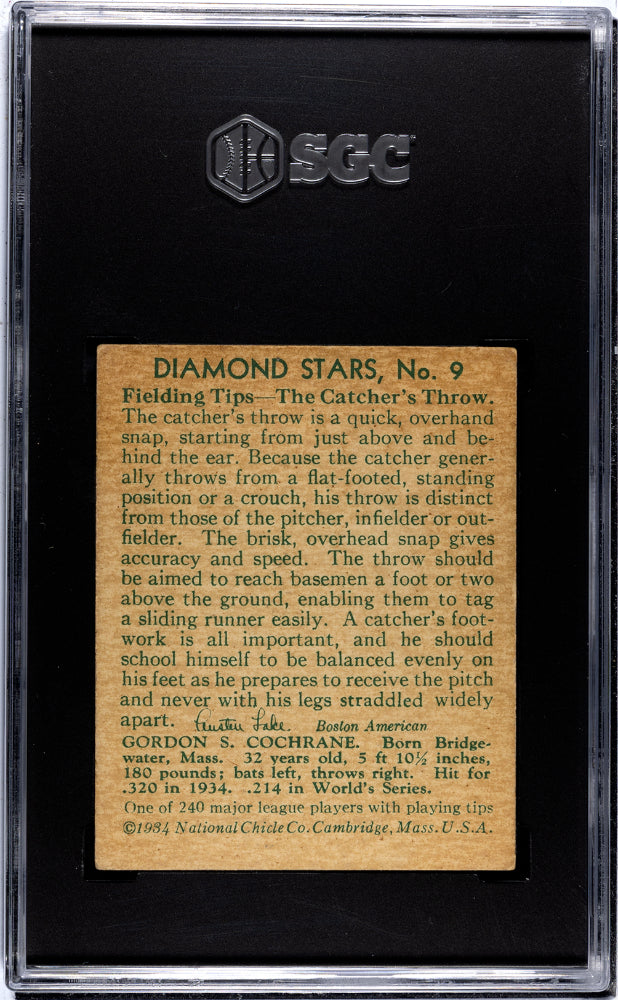 SGC
DIAMOND STARS, No. 9
Fielding Tips—The Catcher's Throw.
The catcher's throw is a quick, overhand
snap, starting from just above and be-
hind the ear. Because the catcher gener-
ally throws from a flat-footed, standing
position or a crouch, his throw is distinct
from those of the pitcher, infielder or out-
fielder. The brisk, overhead snap gives
accuracy and speed. The throw should
be aimed to reach basemen a foot or two
above the ground, enabling them to tag
a sliding runner easily. A catcher's foot-
work is all important, and he should
school himself to be balanced evenly on
his feet as he prepares to receive the pitch
and never with his legs straddled widely
apart. Austen Lake. Boston American
GORDON S. COCHRANE. Born Bridge-
water, Mass. 32 years old, 5 ft 10½ inches,
180 pounds; bats left, throws right. Hit for
.320 in 1934. .214 in World's Series.
One of 240 major league players with playing tips
©1934 National Chicle Co. Cambridge, Mass. U.S.A.